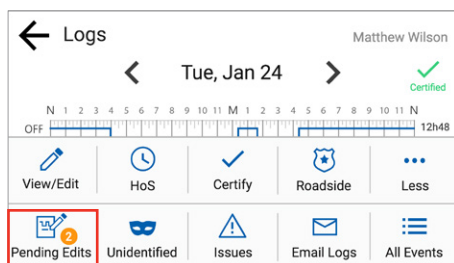 Logs
Matthew Wilson
Tue, Jan 24
Certified
N 1 2 3 4 5 6 7 8 9 10 11 M 1 2 3 4 5 6 7 8 9 10 11 N
OFF 12h48
View/Edit HoS Certify Roadside Less
2
Pending Edits Unidentified Issues Email Logs All Events